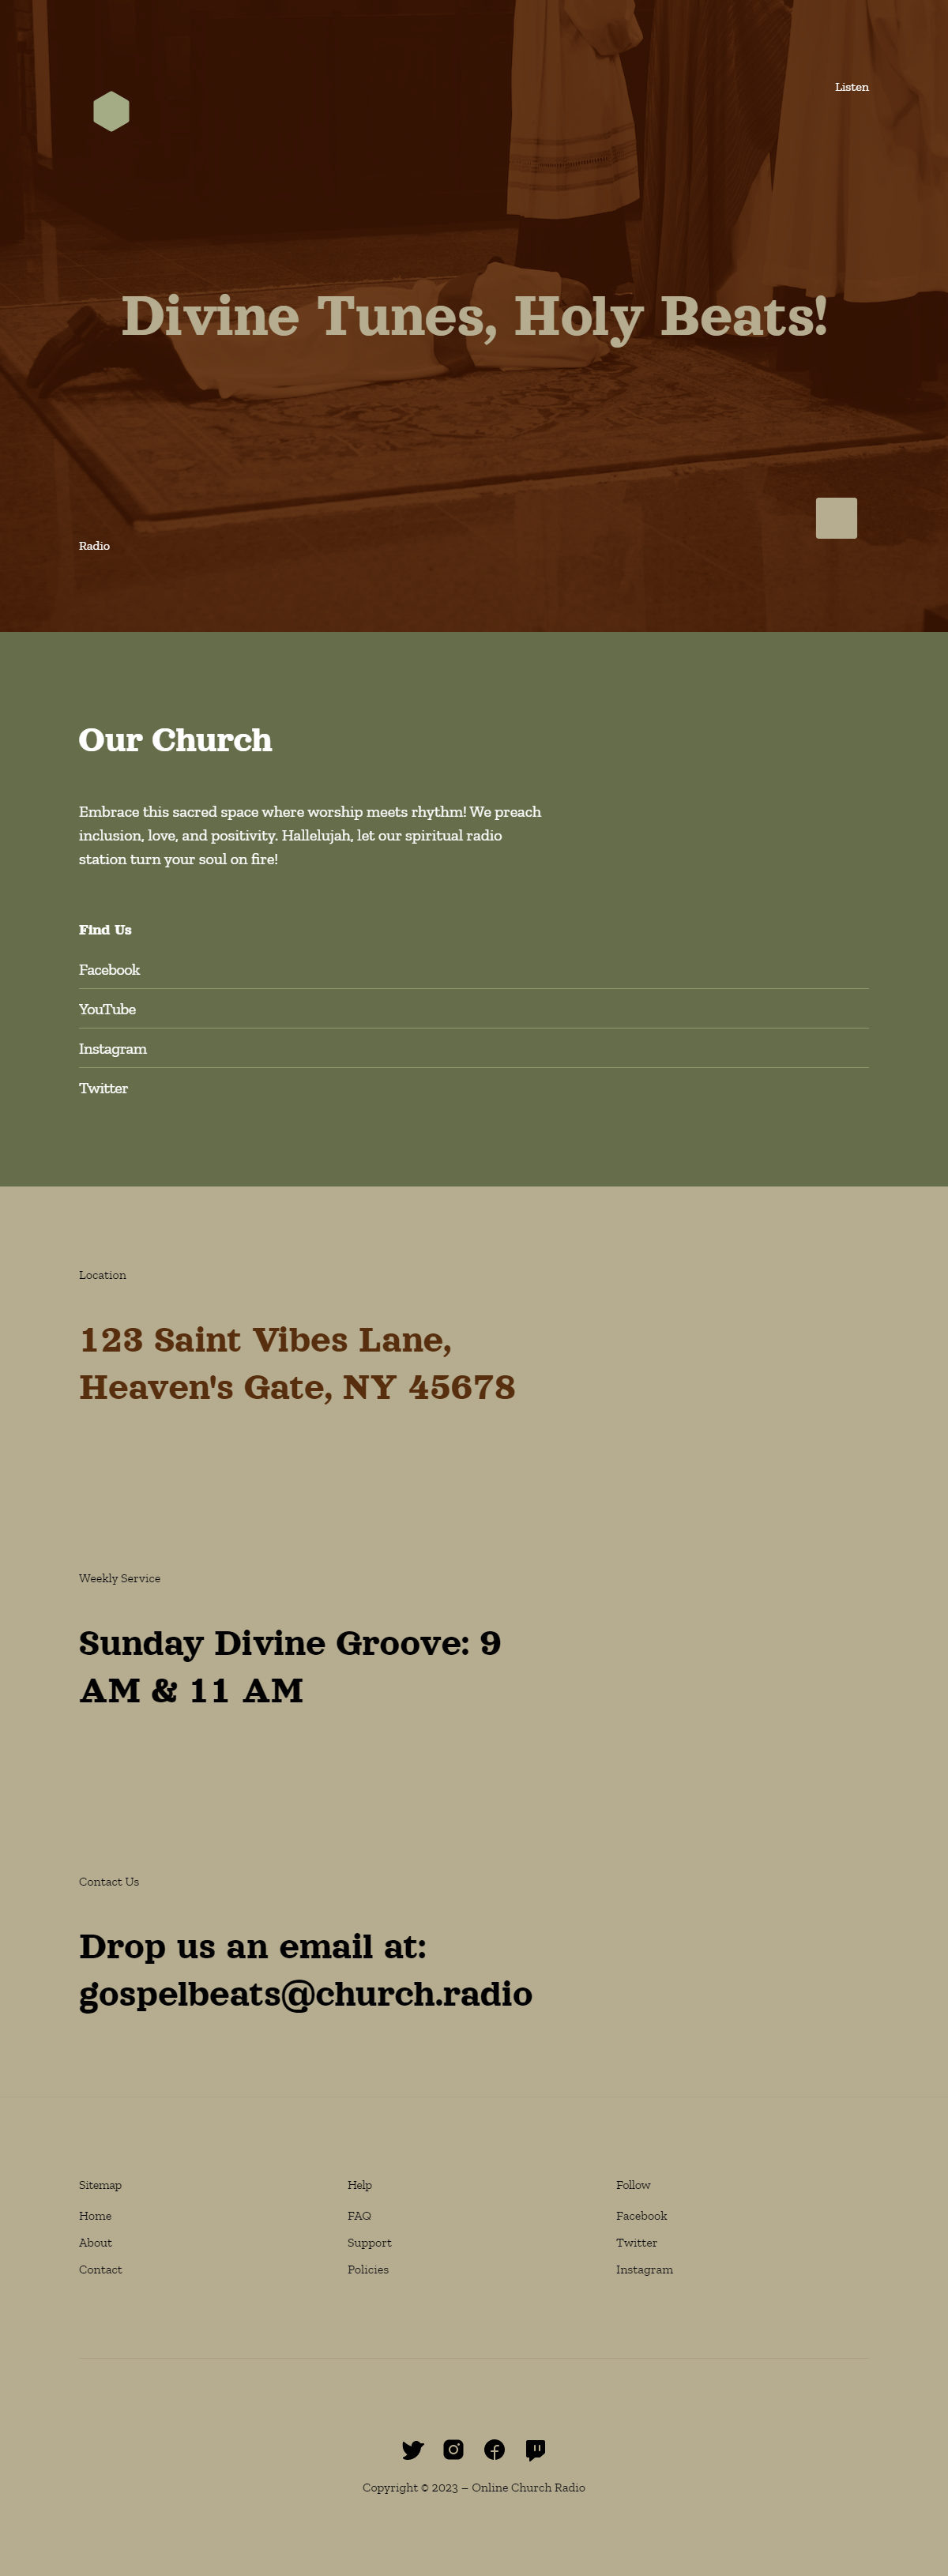 Listen
Divine Tunes, Holy Beats!
Radio
Our Church
Embrace this sacred space where worship meets rhythm! We preach
inclusion, love, and positivity. Hallelujah, let our spiritual radio
station turn your soul on fire!
Find Us
Facebook
YouTube
Instagram
Twitter
Location
123 Saint Vibes Lane,
Heaven's Gate, NY 45678
Weekly Service
Sunday Divine Groove: 9
AM & 11 AM
Contact Us
Drop us an email at:
gospelbeats@church.radio
Sitemap
Home
About
Contact
Help
FAQ
Support
Policies
Follow
Facebook
Twitter
Instagram
Copyright © 2023 – Online Church Radio